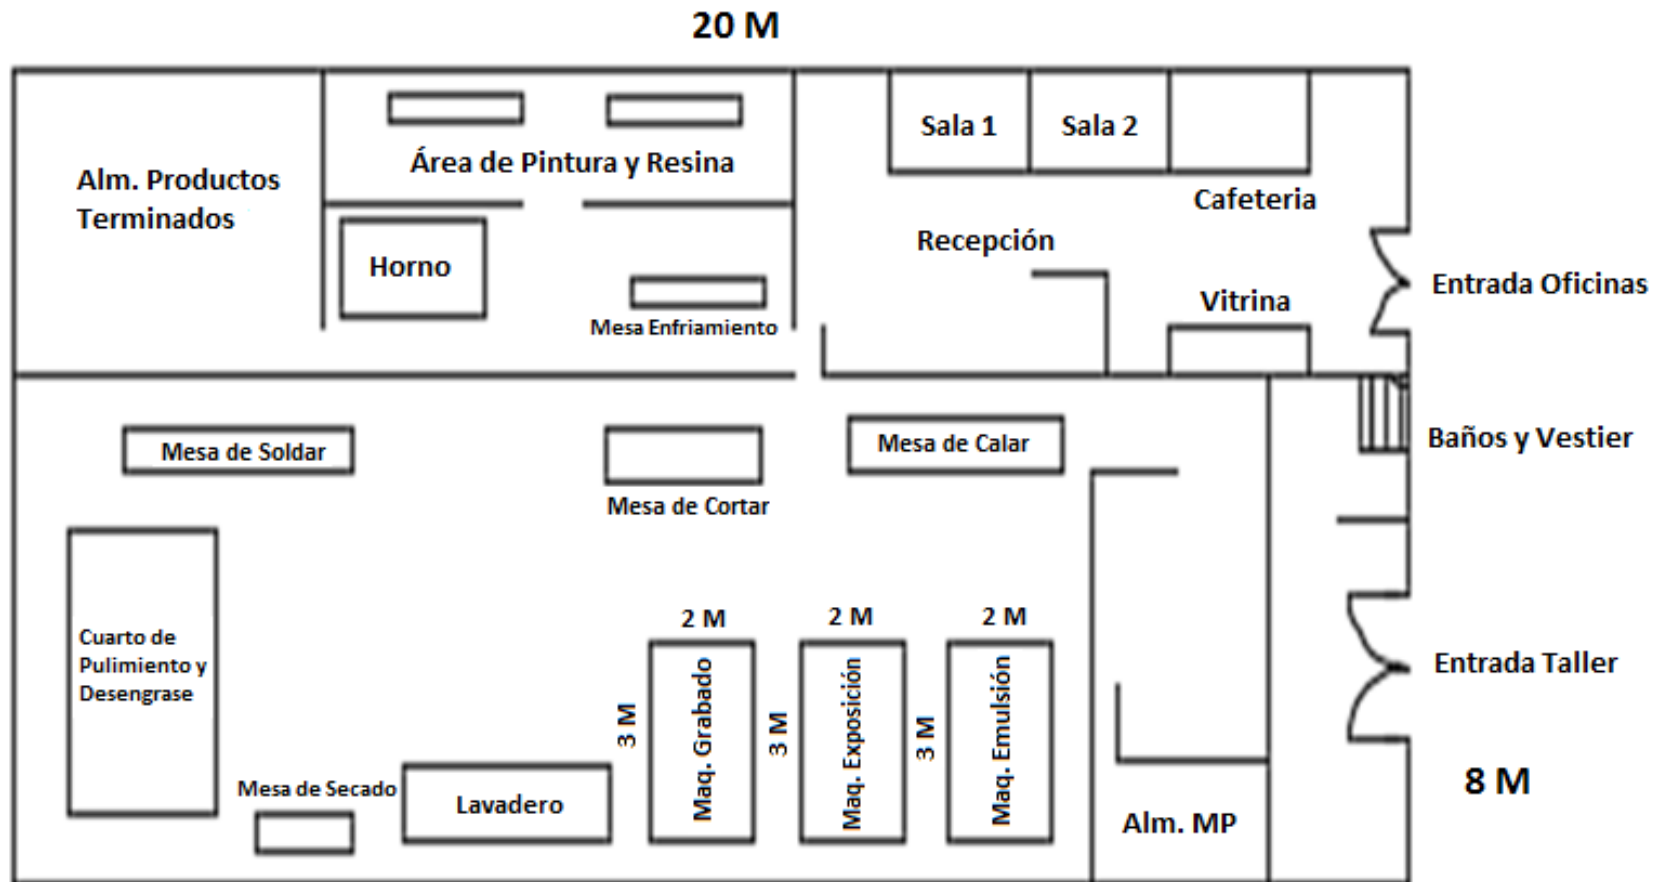 20 M
Sala 1
Sala 2
Área de Pintura y Resina
Alm. Productos
Terminados
Cafeteria
Recepción
Horno
Entrada Oficinas
Vitrina
Mesa Enfriamiento
Mesa de Soldar
Mesa de Calar
Baños y Vestier
Mesa de Cortar
2 M
2 M
2 M
Cuarto de
Pulimiento y
Desengrase
3 M
Maq. Grabado
3 M
Maq. Exposición
3 M
Maq. Emulsión
Entrada Taller
8 M
Mesa de Secado
Lavadero
Alm. MP